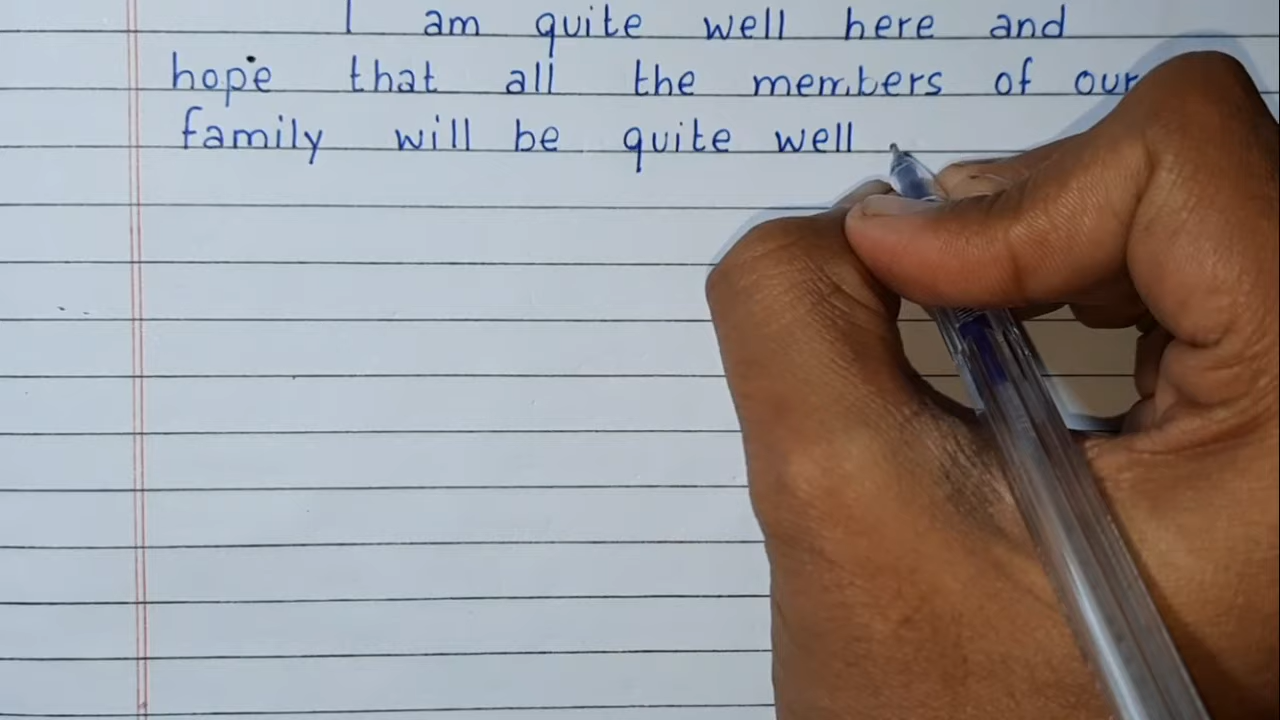 I am quite well here and
hope that all the members of our
family will be quite well